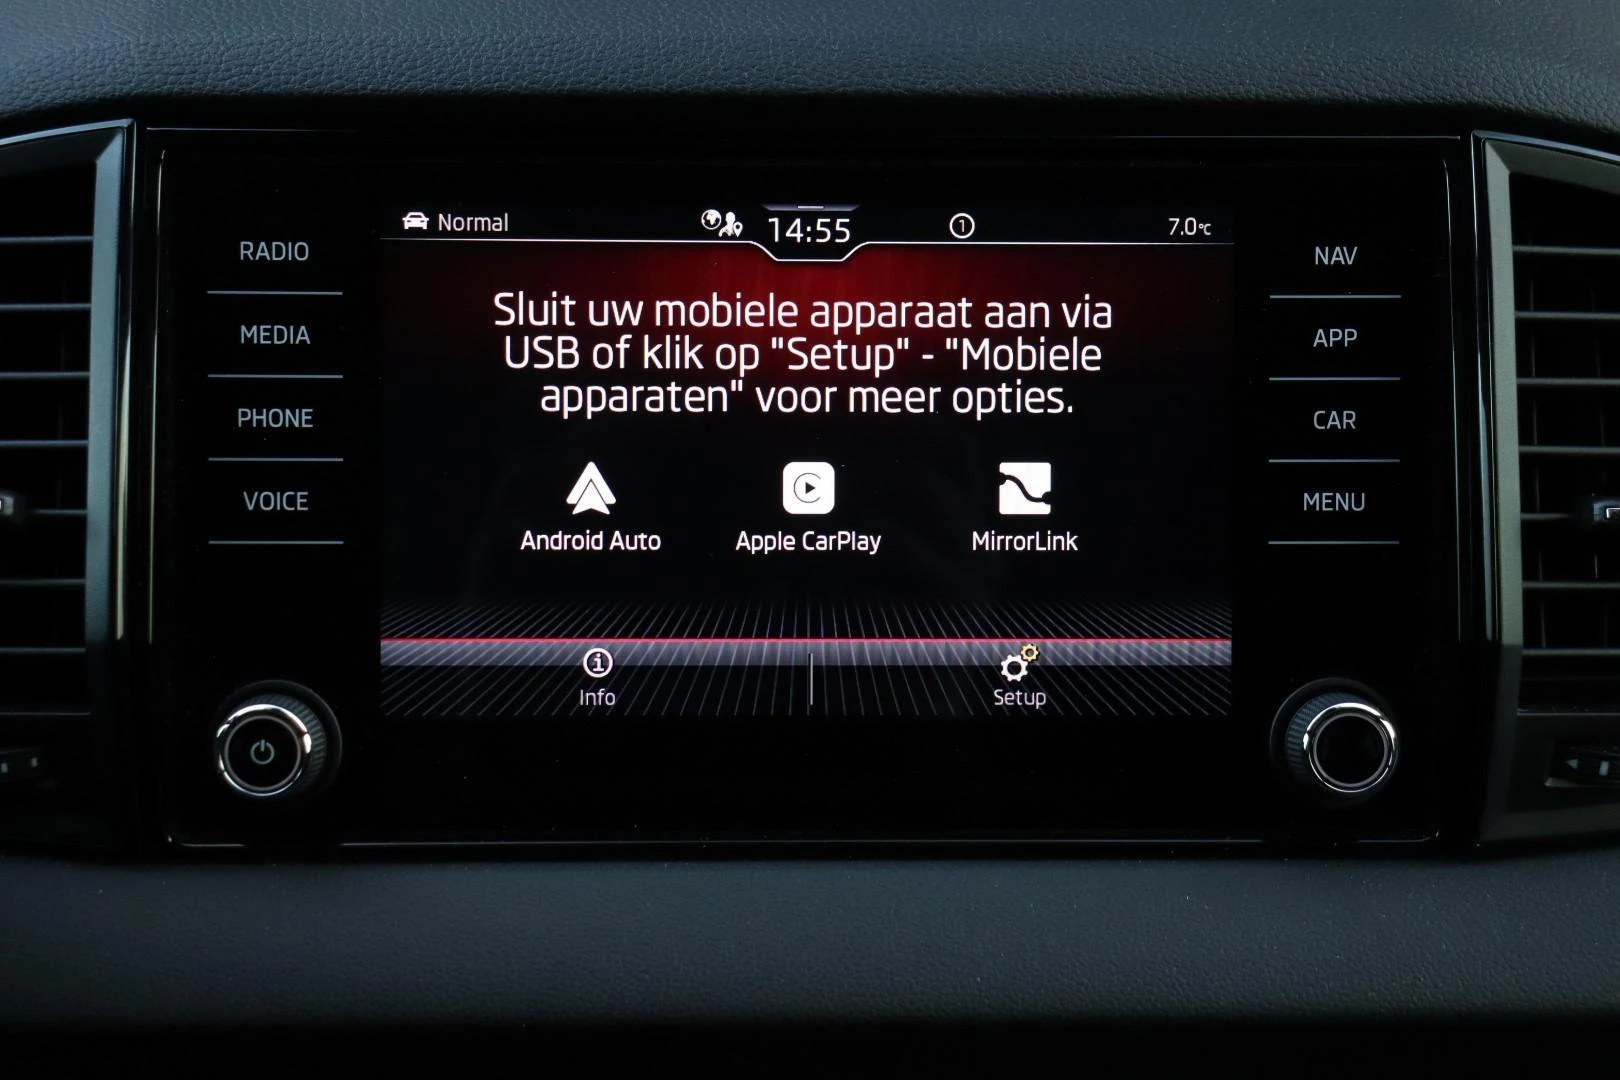 Normal 14:55 1 7.0°C
RADIO
MEDIA
PHONE
VOICE
Sluit uw mobiele apparaat aan via
USB of klik op "Setup" - "Mobiele
apparaten" voor meer opties.
Android Auto Apple CarPlay MirrorLink
Info Setup
NAV
APP
CAR
MENU